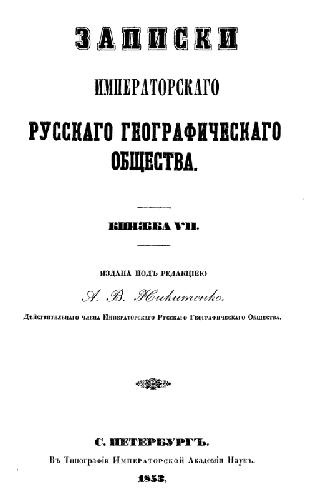 ЗАПИСКИ
ИМПЕРАТОРСКАГО
РУССКАГО ГЕОГРАФИЧЕСКАГО
ОБЩЕСТВА.
КНИЖКА VII.
ИЗДАНА ПОДЪ РЕДАКЦІЕЮ
А. В. Никитенко,
Дѣйствительнаго члена Императорскаго Русскаго Географическаго Общества.
С. ПЕТЕРБУРГЪ.
Въ Типографіи Императорской Академіи Наукъ.
1853.